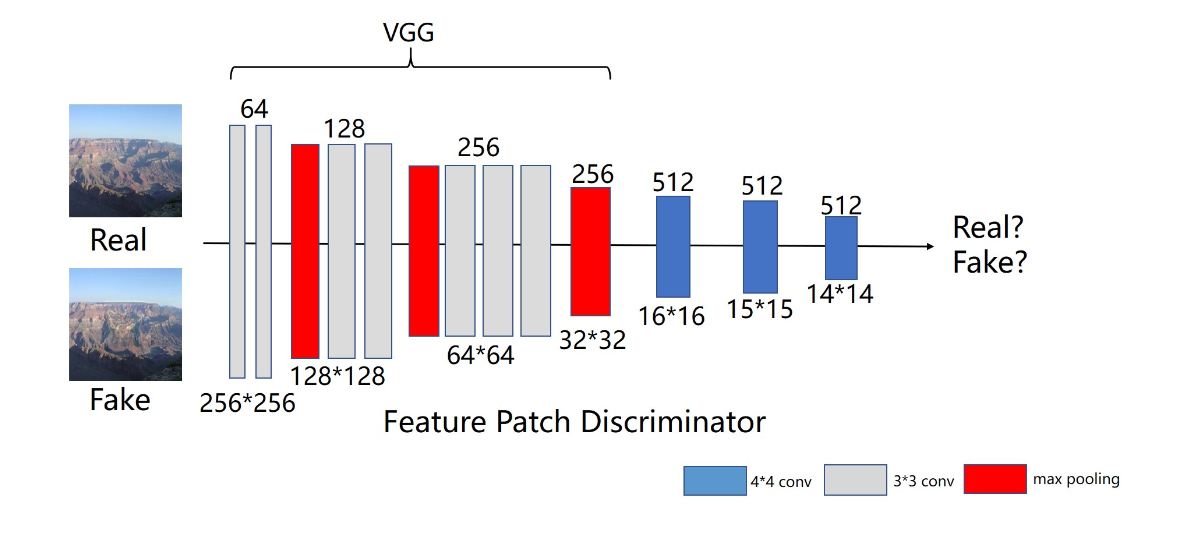 VGG
64
128
256
256
512
512
512
Real
Real?
Fake?
Fake
256*256
128*128
64*64
32*32
16*16
15*15
14*14
Feature Patch Discriminator
4*4 conv
3*3 conv
max pooling